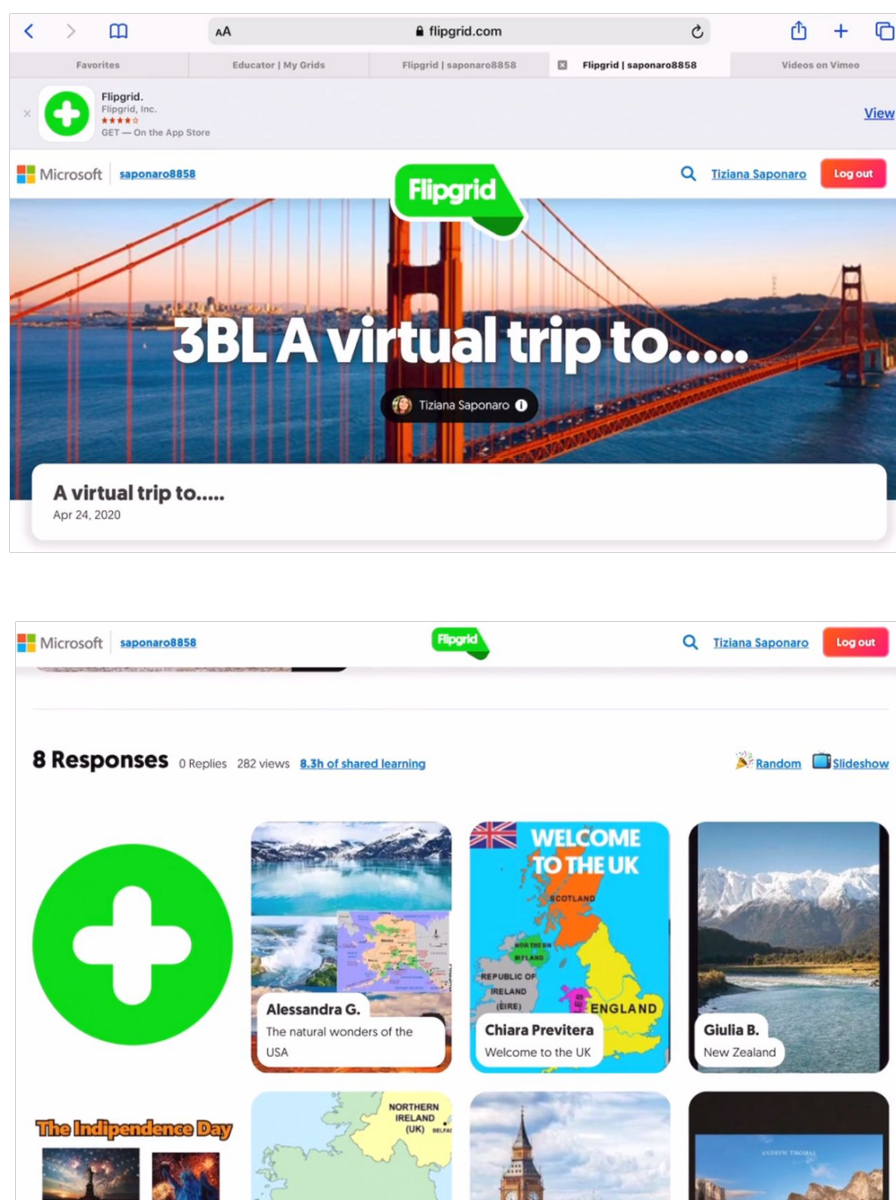 AA
flipgrid.com
Favorites
Educator | My Grids
Flipgrid | saponaro8858
Flipgrid | saponaro8858
Videos on Vimeo
Flipgrid.
Flipgrid, Inc.
GET — On the App Store
View
Microsoft
saponaro8858
Flipgrid
Tiziana Saponaro
Log out
3BL A virtual trip to.....
Tiziana Saponaro
A virtual trip to.....
Apr 24, 2020
Microsoft
saponaro8858
Flipgrid
Tiziana Saponaro
Log out
8 Responses
0 Replies
282 views
8.3h of shared learning
Random
Slideshow
Alessandra G.
The natural wonders of the
USA
WELCOME
TO THE UK
SCOTLAND
NORTHERN
IRELAND
REPUBLIC OF
IRELAND
(ÉIRE)
ENGLAND
Chiara Previtera
Welcome to the UK
Giulia B.
New Zealand
The Indipendence Day
NORTHERN
IRELAND
(UK)
ANDREW THOMAS